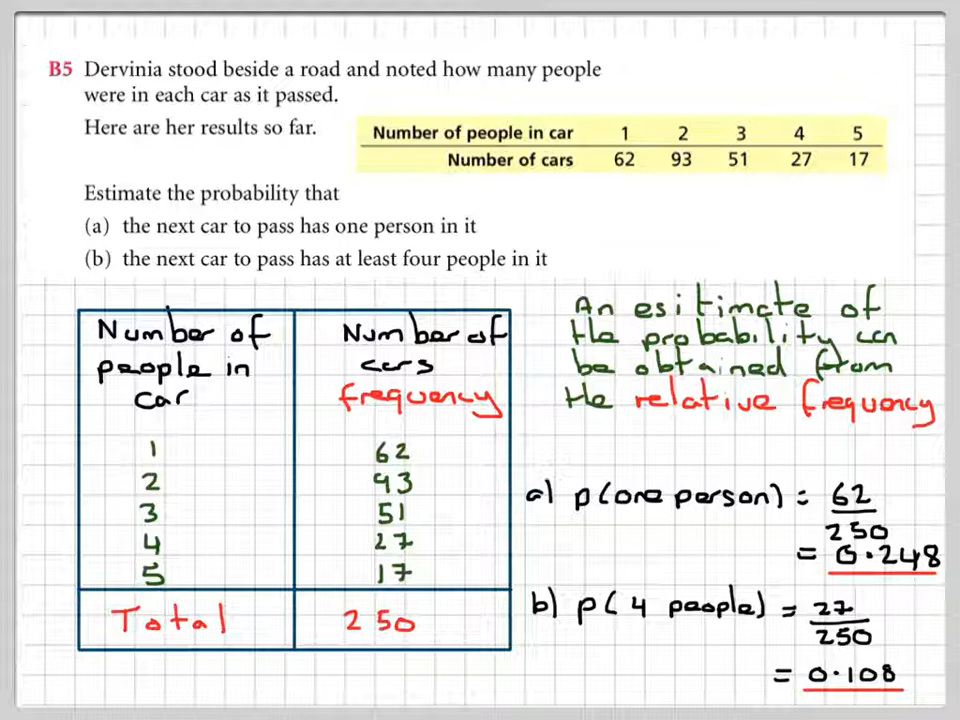 B5 Dervinia stood beside a road and noted how many people
were in each car as it passed.
Here are her results so far.
Number of people in car 1 2 3 4 5
Number of cars 62 93 51 27 17
Estimate the probability that
(a) the next car to pass has one person in it
(b) the next car to pass has at least four people in it
Number of people in car
Number of cars frequency
1 62
2 93
3 51
4 27
5 17
Total 250
An esitimate of
the probability can
be obtained from
the relative frequency
a) p(one person) = 62/250
= 0.248
b) p(4 people) = 27/250
= 0.108